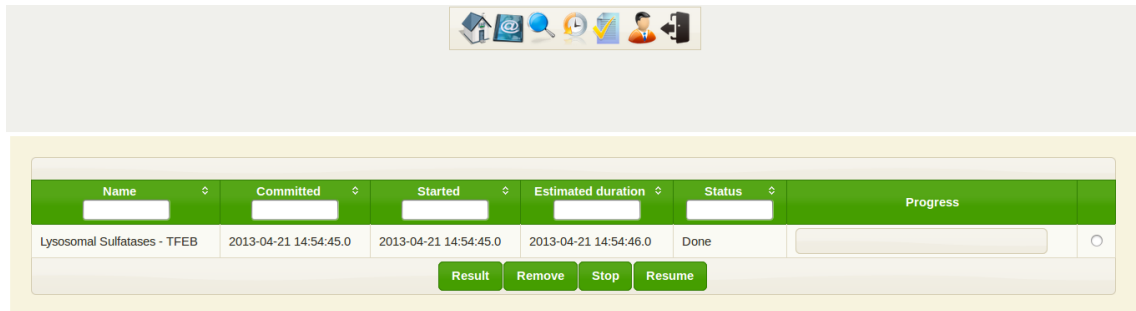 Name Committed Started Estimated duration Status Progress
Lysosomal Sulfatases - TFEB 2013-04-21 14:54:45.0 2013-04-21 14:54:45.0 2013-04-21 14:54:46.0 Done
Result Remove Stop Resume